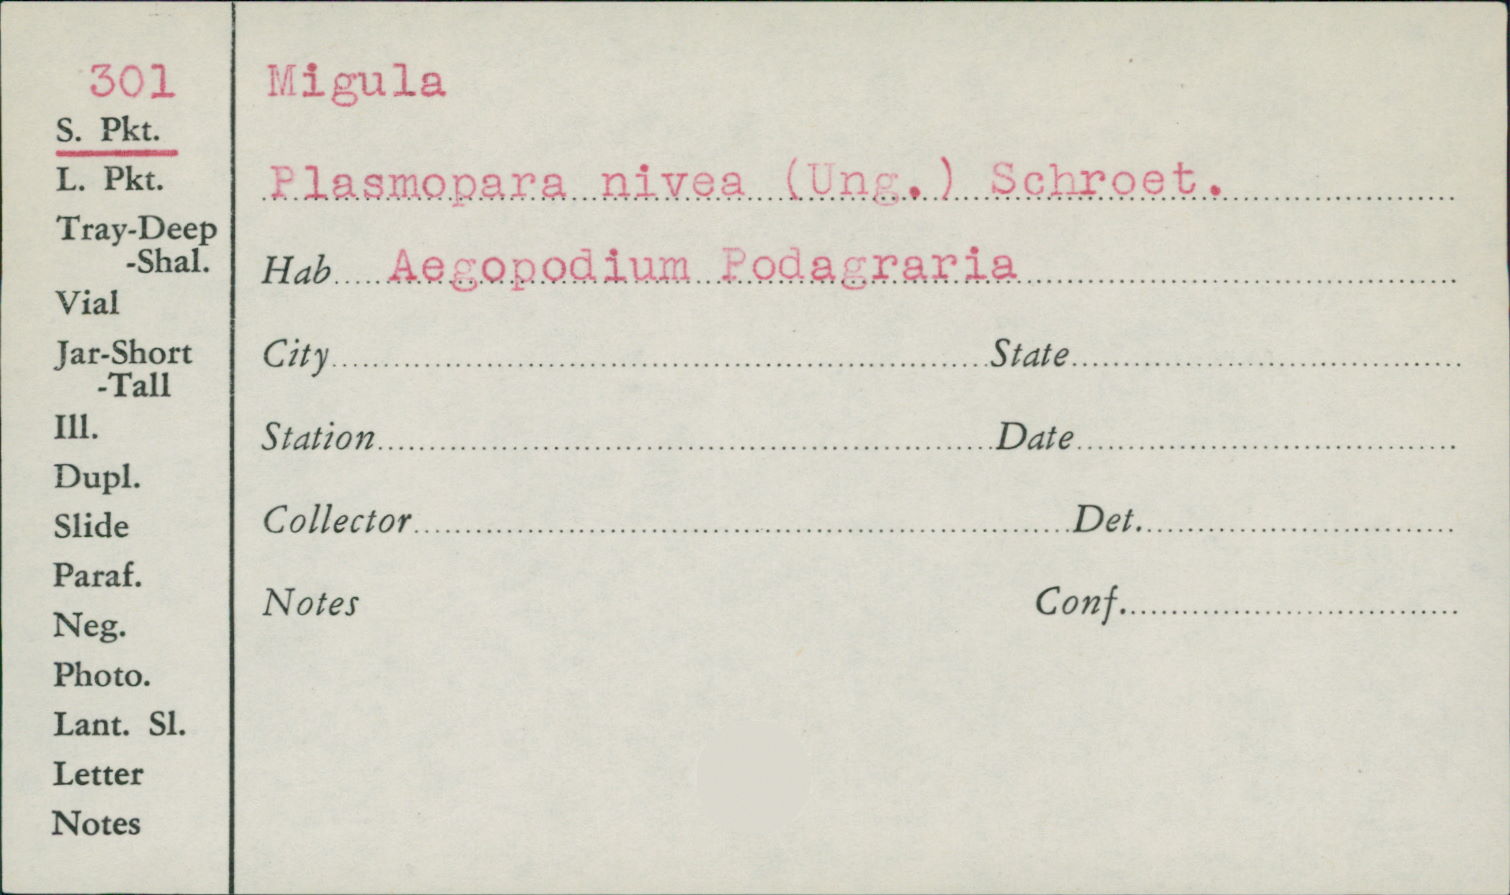 301
S. Pkt.
L. Pkt.
Tray-Deep
-Shal.
Vial
Jar-Short
-Tall
Ill.
Dupl.
Slide
Paraf.
Neg.
Photo.
Lant. Sl.
Letter
Notes
Migula
Plasmopara nivea (Ung.) Schroet.
Hab Aegopodium Podagraria
City State
Station Date
Collector Det.
Notes Conf.